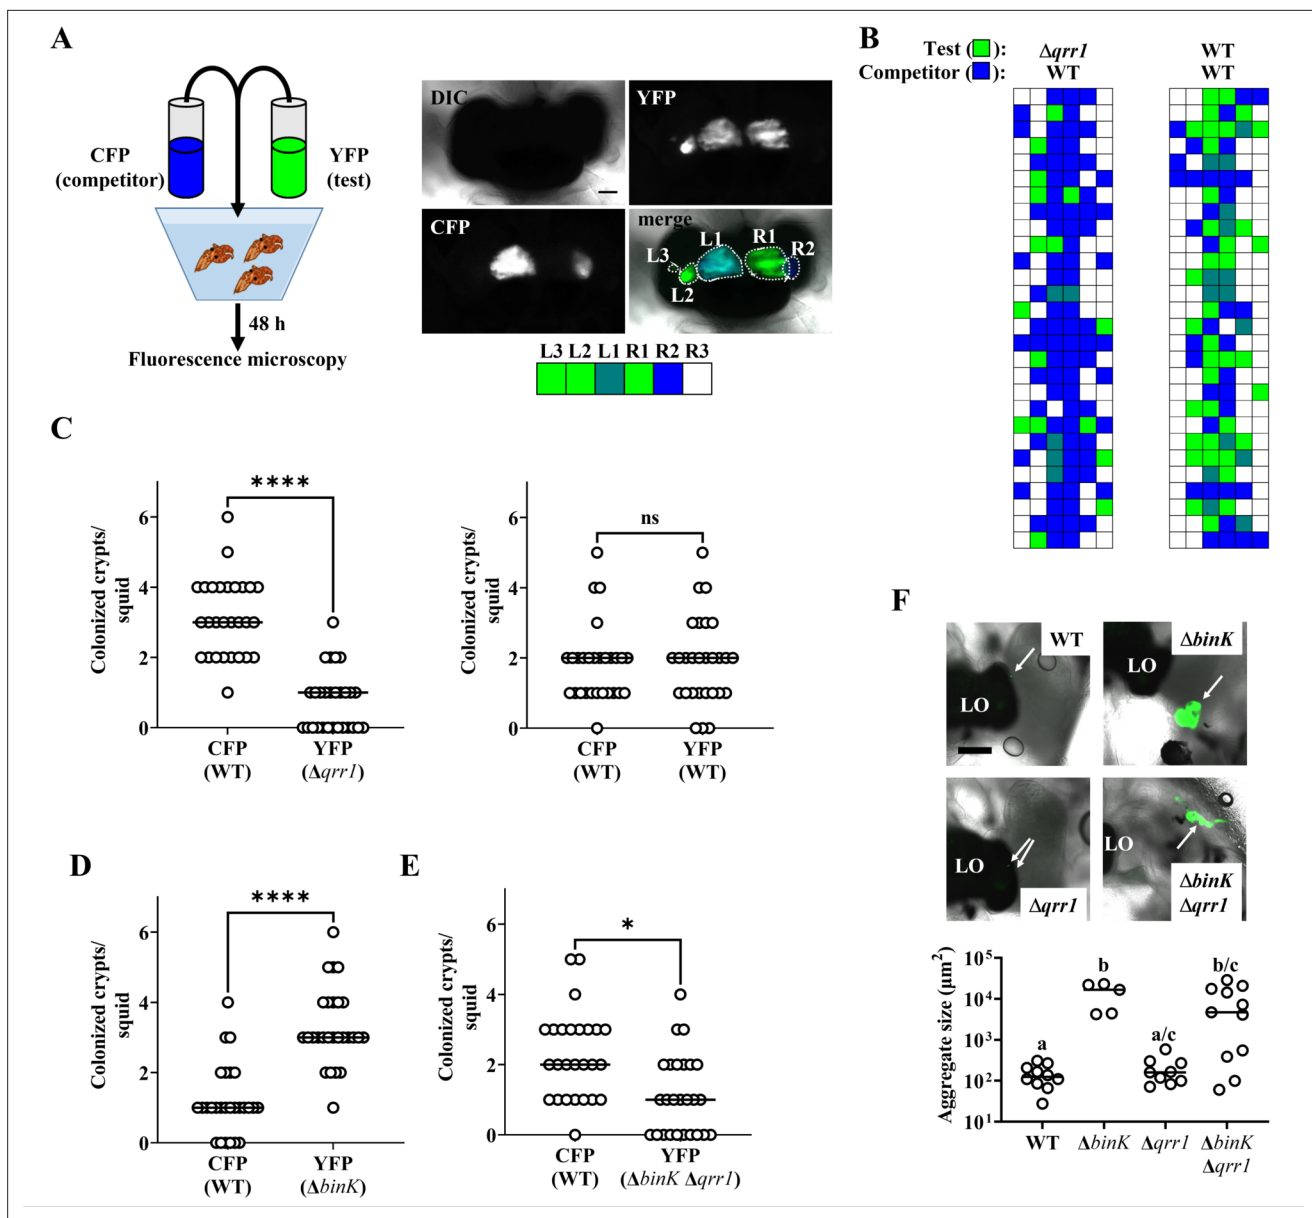 A
CFP
(competitor)
YFP
(test)
48 h
Fluorescence microscopy
DIC
YFP
CFP
merge
L3
L2
L1
R1
R2
L3 L2 L1 R1 R2 R3
B
Test ( ): Δqrr1 WT
Competitor ( ): WT WT
C
Colonized crypts/
squid
6
4
2
0
****
CFP
(WT)
YFP
(Δqrr1)
Colonized crypts/
squid
6
4
2
0
ns
CFP
(WT)
YFP
(WT)
D
Colonized crypts/
squid
6
4
2
0
****
CFP
(WT)
YFP
(ΔbinK)
E
Colonized crypts/
squid
6
4
2
0
*
CFP
(WT)
YFP
(ΔbinK Δqrr1)
F
WT
LO
ΔbinK
LO
Δqrr1
LO
ΔbinK
Δqrr1
LO
Aggregate size (µm²)
10⁵
10⁴
10³
10²
10¹
a
b
a/c
b/c
WT
ΔbinK
Δqrr1
ΔbinK
Δqrr1